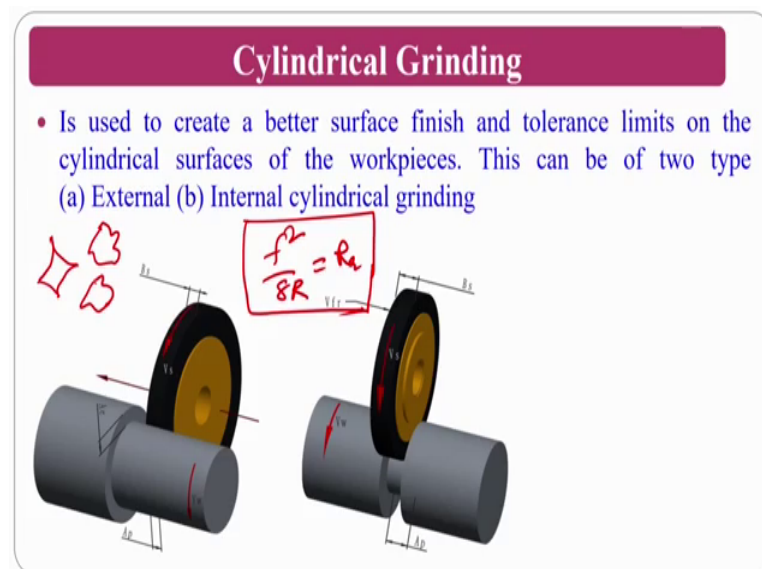 Cylindrical Grinding
• Is used to create a better surface finish and tolerance limits on the
cylindrical surfaces of the workpieces. This can be of two type
(a) External (b) Internal cylindrical grinding
f²/8R = Ra
Bs
Vs
Ap
Vfr
Bs
Vs
Vw
Ap